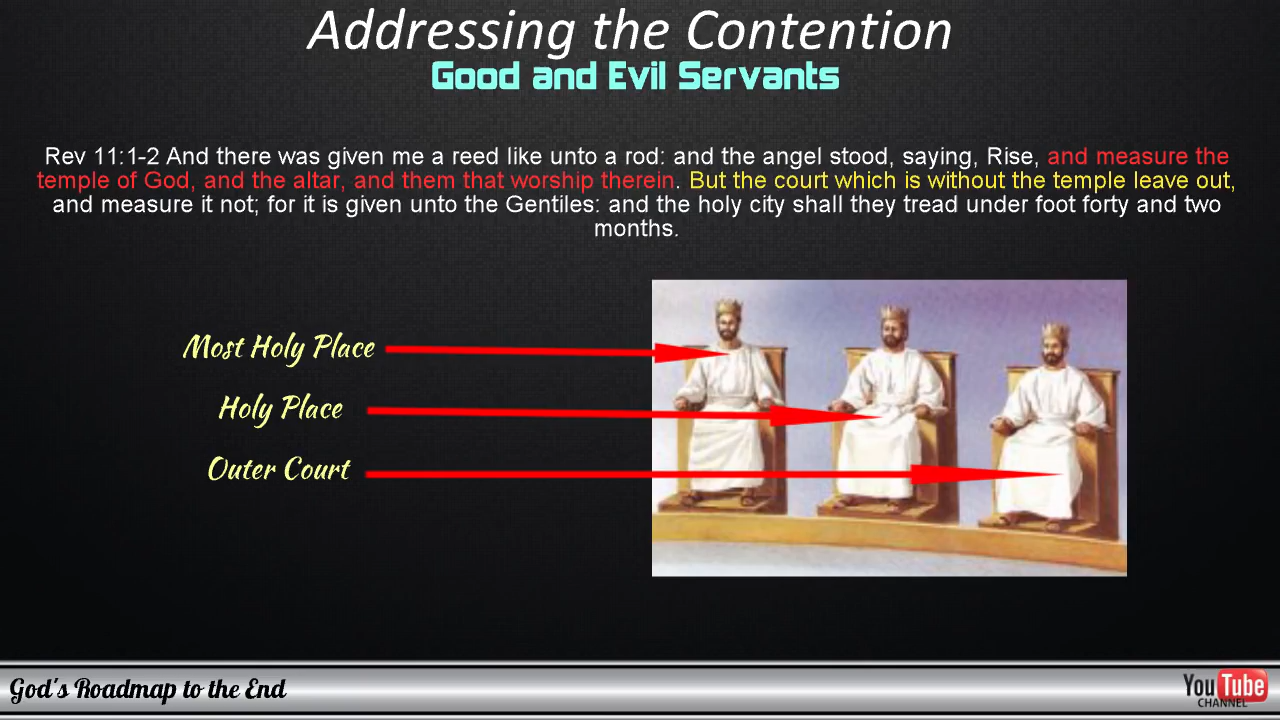 Addressing the Contention
Good and Evil Servants
Rev 11:1-2 And there was given me a reed like unto a rod: and the angel stood, saying, Rise, and measure the
temple of God, and the altar, and them that worship therein. But the court which is without the temple leave out,
and measure it not; for it is given unto the Gentiles: and the holy city shall they tread under foot forty and two
months.
Most Holy Place
Holy Place
Outer Court
God's Roadmap to the End
YouTube
CHANNEL